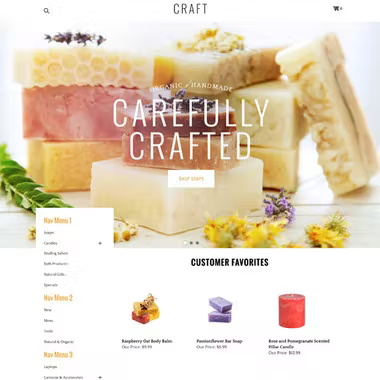 CRAFT
0
ORGANIC & HANDMADE
CAREFULLY
CRAFTED
SHOP SOAPS
Nav Menu 1
Soaps
Candles
Shaving Salves
Bath Products
Natural Gifts
Specials
CUSTOMER FAVORITES
Nav Menu 2
New
Mens
Tools
Natural & Organic
Raspberry Oat Body Balm
Our Price: $9.99
Passionflower Bar Soap
Our Price: $6.99
Rose and Pomegranate Scented
Pillar Candle
Our Price: $12.99
Nav Menu 3
Laptops
Cameras & Accessories